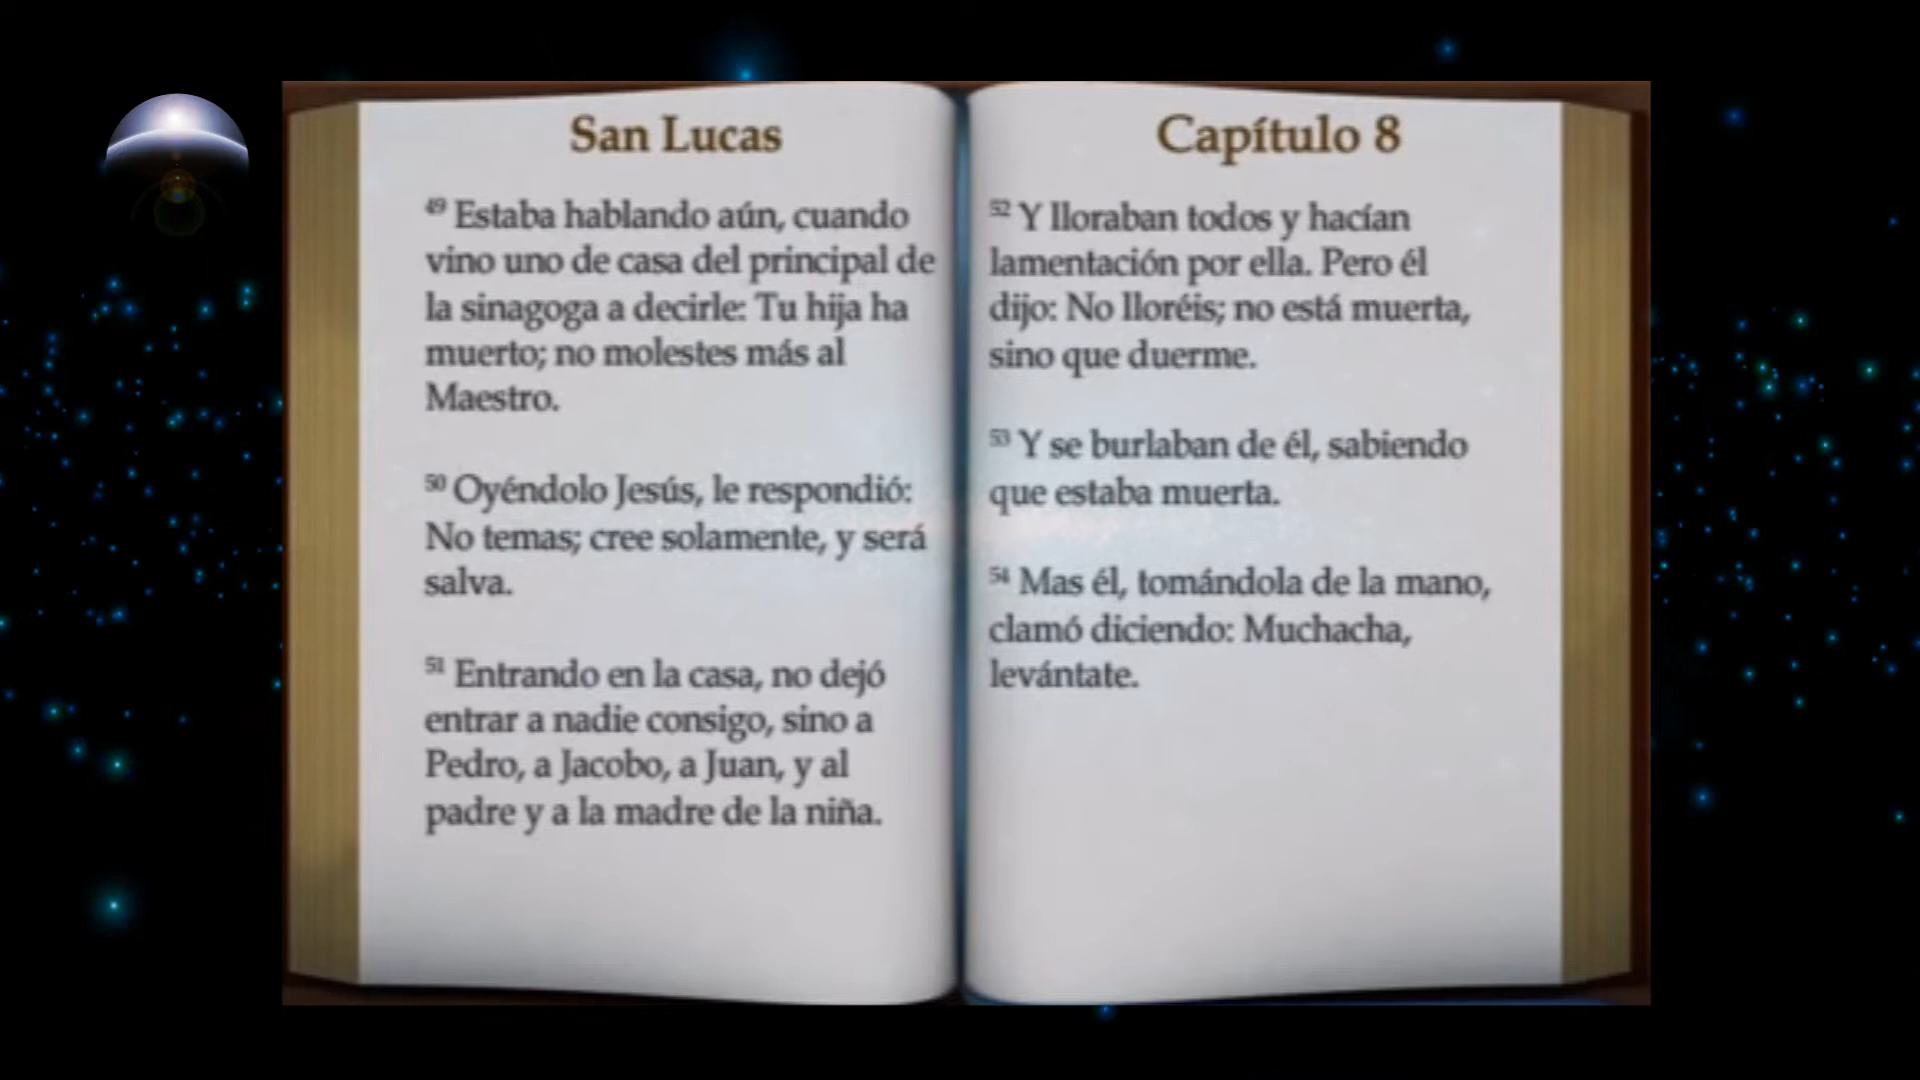 San Lucas
49 Estaba hablando aún, cuando
vino uno de casa del principal de
la sinagoga a decirle: Tu hija ha
muerto; no molestes más al
Maestro.
50 Oyéndolo Jesús, le respondió:
No temas; cree solamente, y será
salva.
51 Entrando en la casa, no dejó
entrar a nadie consigo, sino a
Pedro, a Jacobo, a Juan, y al
padre y a la madre de la niña.
Capítulo 8
52 Y lloraban todos y hacían
lamentación por ella. Pero él
dijo: No lloréis; no está muerta,
sino que duerme.
53 Y se burlaban de él, sabiendo
que estaba muerta.
54 Mas él, tomándola de la mano,
clamó diciendo: Muchacha,
levántate.